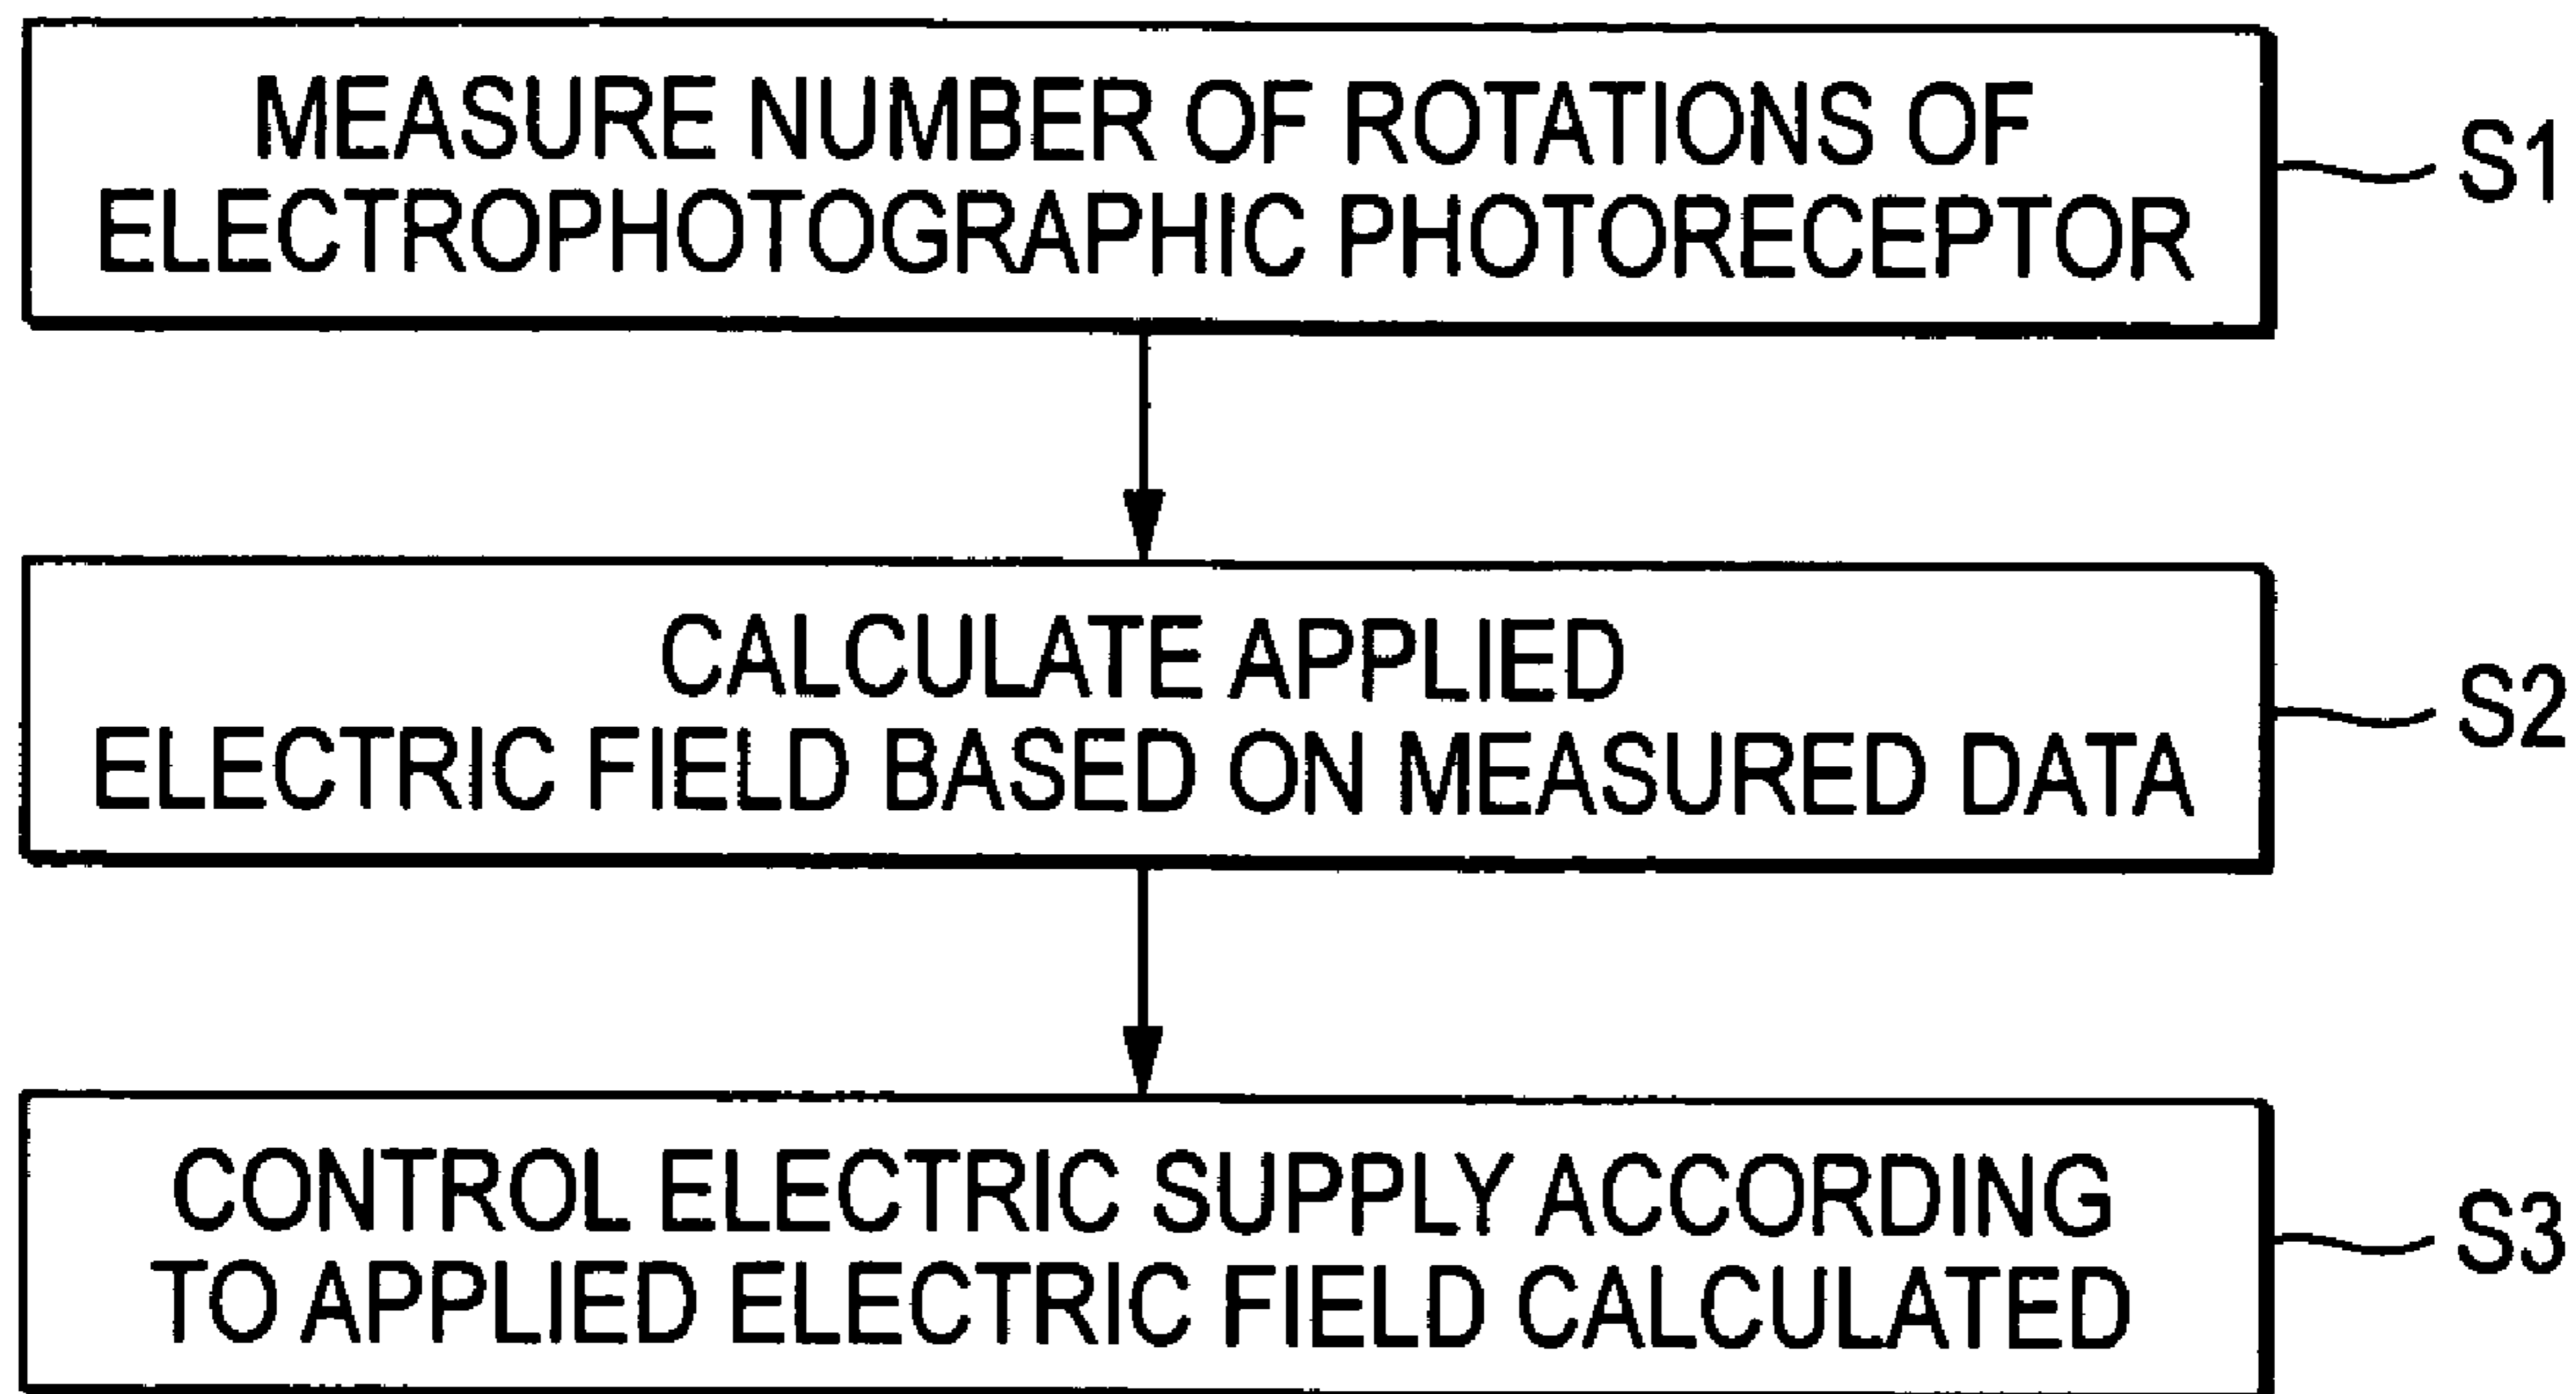 MEASURE NUMBER OF ROTATIONS OF
ELECTROPHOTOGRAPHIC PHOTORECEPTOR
S1
CALCULATE APPLIED
ELECTRIC FIELD BASED ON MEASURED DATA
S2
CONTROL ELECTRIC SUPPLY ACCORDING
TO APPLIED ELECTRIC FIELD CALCULATED
S3